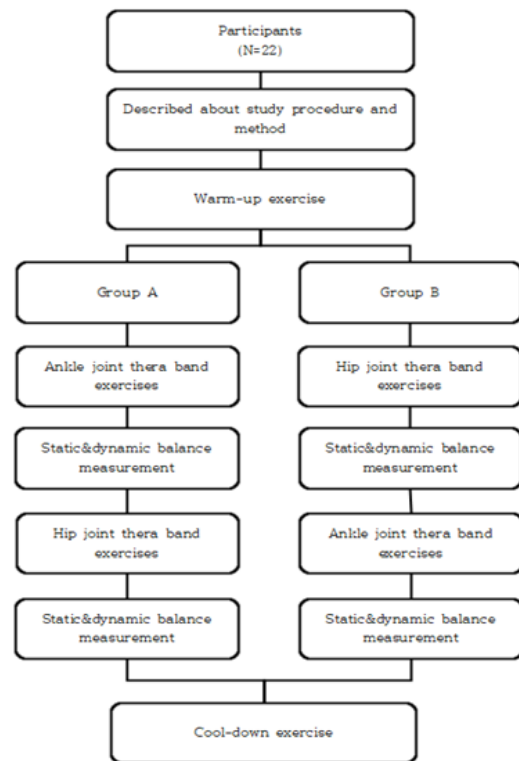 Participants
(N=22)
Described about study procedure and
method
Warm-up exercise
Group A
Group B
Ankle joint thera band
exercises
Hip joint thera band
exercises
Static&dynamic balance
measurement
Static&dynamic balance
measurement
Hip joint thera band
exercises
Ankle joint thera band
exercises
Static&dynamic balance
measurement
Static&dynamic balance
measurement
Cool-down exercise